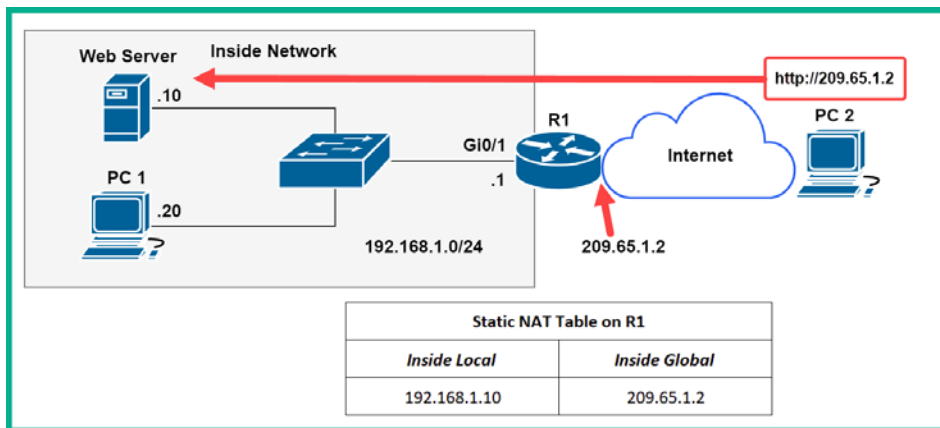 Inside Network
Web Server
.10
http://209.65.1.2
PC 2
R1
Gi0/1
Internet
.1
PC 1
.20
192.168.1.0/24
209.65.1.2
Static NAT Table on R1
Inside Local Inside Global
192.168.1.10 209.65.1.2